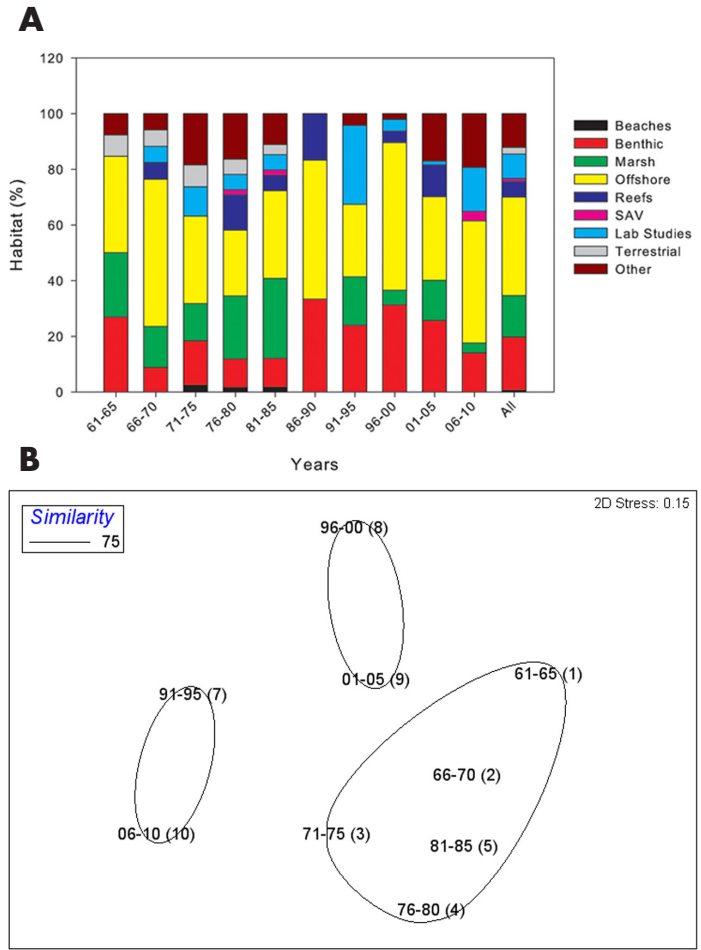 A
120
100
80
60
40
20
0
Habitat (%)
61-65
66-70
71-75
76-80
81-85
86-90
91-95
96-00
01-05
06-10
All
Years
Beaches
Benthic
Marsh
Offshore
Reefs
SAV
Lab Studies
Terrestrial
Other
B
Similarity
75
2D Stress: 0.15
96-00 (8)
01-05 (9)
61-65 (1)
91-95 (7)
66-70 (2)
06-10 (10)
71-75 (3)
81-85 (5)
76-80 (4)